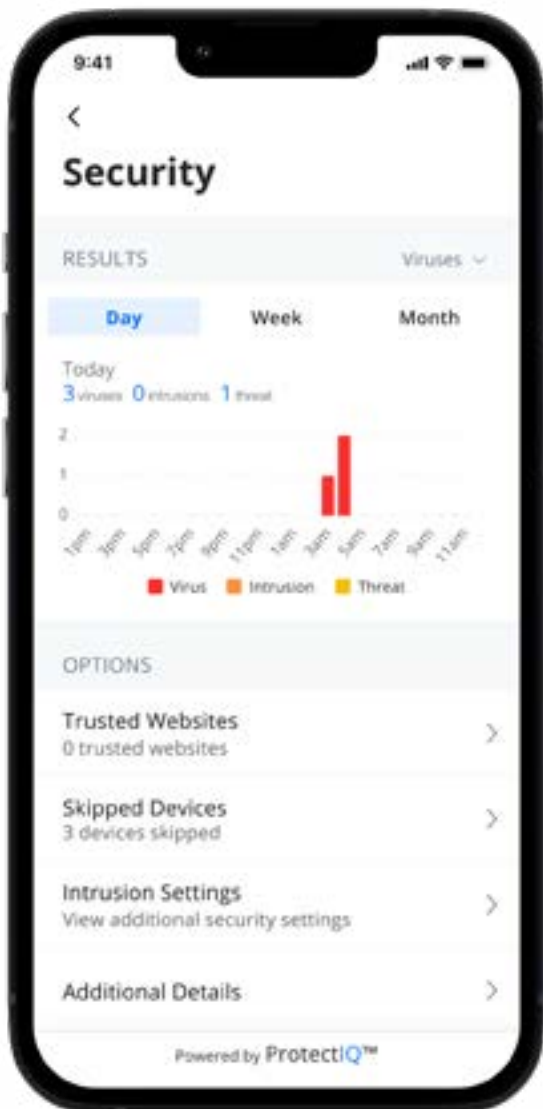 9:41
Security
RESULTS Viruses
Day Week Month
Today
3 viruses 0 intrusions 1 threat
2
1
0
1pm 3pm 5pm 7pm 9pm 11pm 1am 3am 5am 7am 9am 11am
Virus Intrusion Threat
OPTIONS
Trusted Websites
0 trusted websites
Skipped Devices
3 devices skipped
Intrusion Settings
View additional security settings
Additional Details
Powered by ProtectIQ™